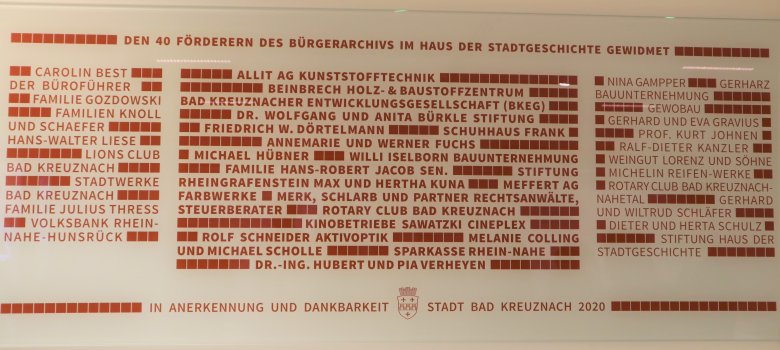 DEN 40 FÖRDERERN DES BÜRGERARCHIVS IM HAUS DER STADTGESCHICHTE GEWIDMET
CAROLIN BEST
DER BÜROFÜHRER
FAMILIE GOZDOWSKI
FAMILIEN KNOLL
UND SCHAEFER
HANS-WALTER LIESE
LIONS CLUB
BAD KREUZNACH
STADTWERKE
BAD KREUZNACH
FAMILIE JULIUS THRESS
VOLKSBANK RHEIN-
NAHE-HUNSRÜCK
ALLIT AG KUNSTSTOFFTECHNIK
BEINBRECH HOLZ- & BAUSTOFFZENTRUM
BAD KREUZNACHER ENTWICKLUNGSGESELLSCHAFT (BKEG)
DR. WOLFGANG UND ANITA BÜRKLE STIFTUNG
FRIEDRICH W. DÖRTELMANN SCHUHHAUS FRANK
ANNEMARIE UND WERNER FUCHS
MICHAEL HÜBNER WILLI ISELBORN BAUUNTERNEHMUNG
FAMILIE HANS-ROBERT JACOB SEN. STIFTUNG
RHEINGRAFENSTEIN MAX UND HERTHA KUNA MEFFERT AG
FARBWERKE MERK, SCHLARB UND PARTNER RECHTSANWÄLTE,
STEUERBERATER ROTARY CLUB BAD KREUZNACH
KINOBETRIEBE SAWATZKI CINEPLEX
ROLF SCHNEIDER AKTIVOPTIK MELANIE COLLING
UND MICHAEL SCHOLLE SPARKASSE RHEIN-NAHE
DR.-ING. HUBERT UND PIA VERHEYEN
NINA GAMPPER GERHARZ
BAUUNTERNEHMUNG
GEWOBAU
GERHARD UND EVA GRAVIUS
PROF. KURT JOHNEN
RALF-DIETER KANZLER
WEINGUT LORENZ UND SÖHNE
MICHELIN REIFEN-WERKE
ROTARY CLUB BAD KREUZNACH-
NAHETAL GERHARD
UND WILTRUD SCHLÄFER
DIETER UND HERTA SCHULZ
STIFTUNG HAUS DER
STADTGESCHICHTE
IN ANERKENNUNG UND DANKBARKEIT STADT BAD KREUZNACH 2020